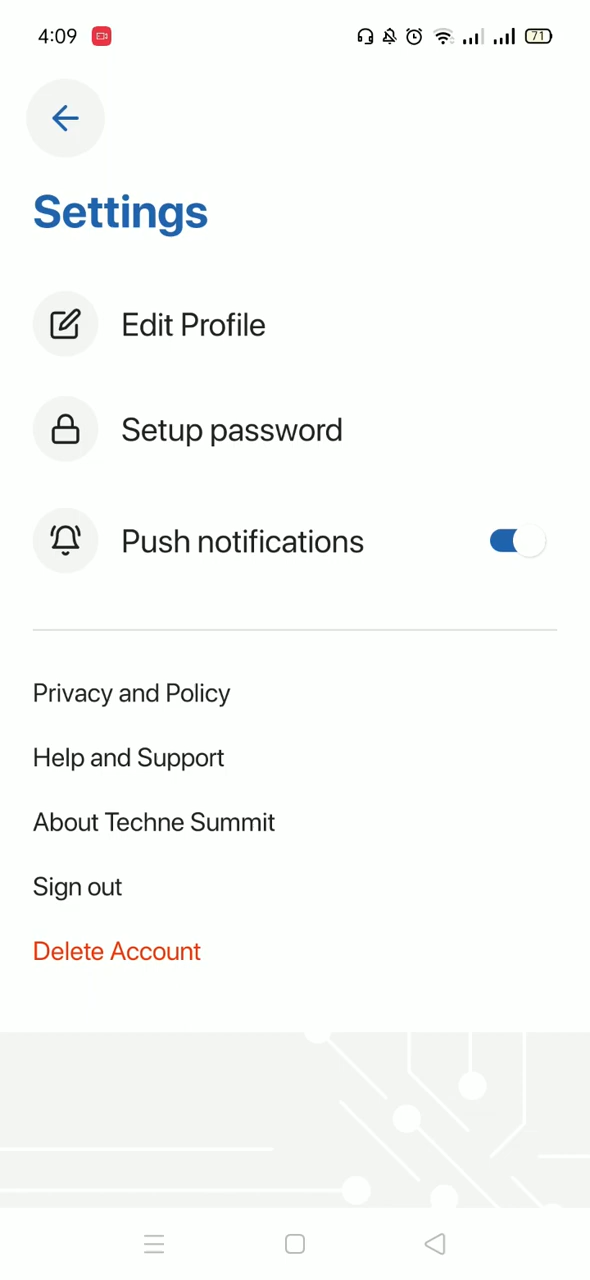 4:09
71
Settings
Edit Profile
Setup password
Push notifications
Privacy and Policy
Help and Support
About Techne Summit
Sign out
Delete Account